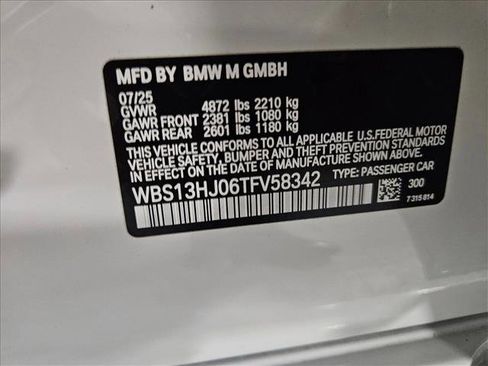 MFD BY BMW M GMBH
07/25
GVWR 4872 lbs 2210 kg
GAWR FRONT 2381 lbs 1080 kg
GAWR REAR 2601 lbs 1180 kg
THIS VEHICLE CONFORMS TO ALL APPLICABLE U.S.FEDERAL MOTOR
VEHICLE SAFETY, BUMPER AND THEFT PREVENTION STANDARDS
IN EFFECT ON THE DATE OF MANUFACTURE SHOWN ABOVE.
WBS13HJ06TFV58342 TYPE: PASSENGER CAR
300
7315814